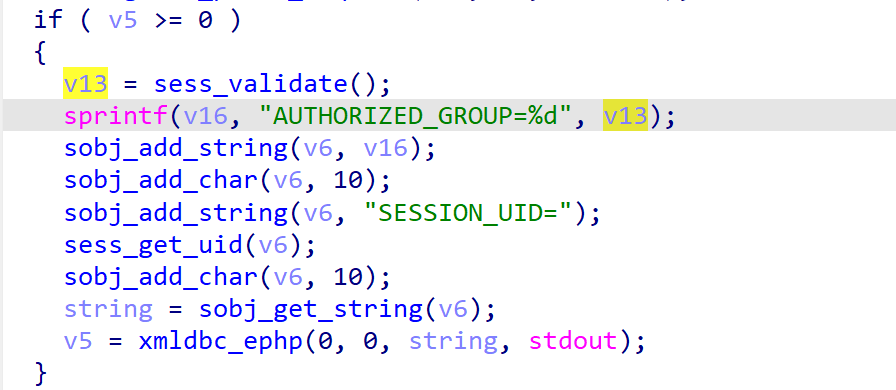 if ( v5 >= 0 )
{
v13 = sess_validate();
sprintf(v16, "AUTHORIZED_GROUP=%d", v13);
sobj_add_string(v6, v16);
sobj_add_char(v6, 10);
sobj_add_string(v6, "SESSION_UID=");
sess_get_uid(v6);
sobj_add_char(v6, 10);
string = sobj_get_string(v6);
v5 = xmldbc_ephp(0, 0, string, stdout);
}